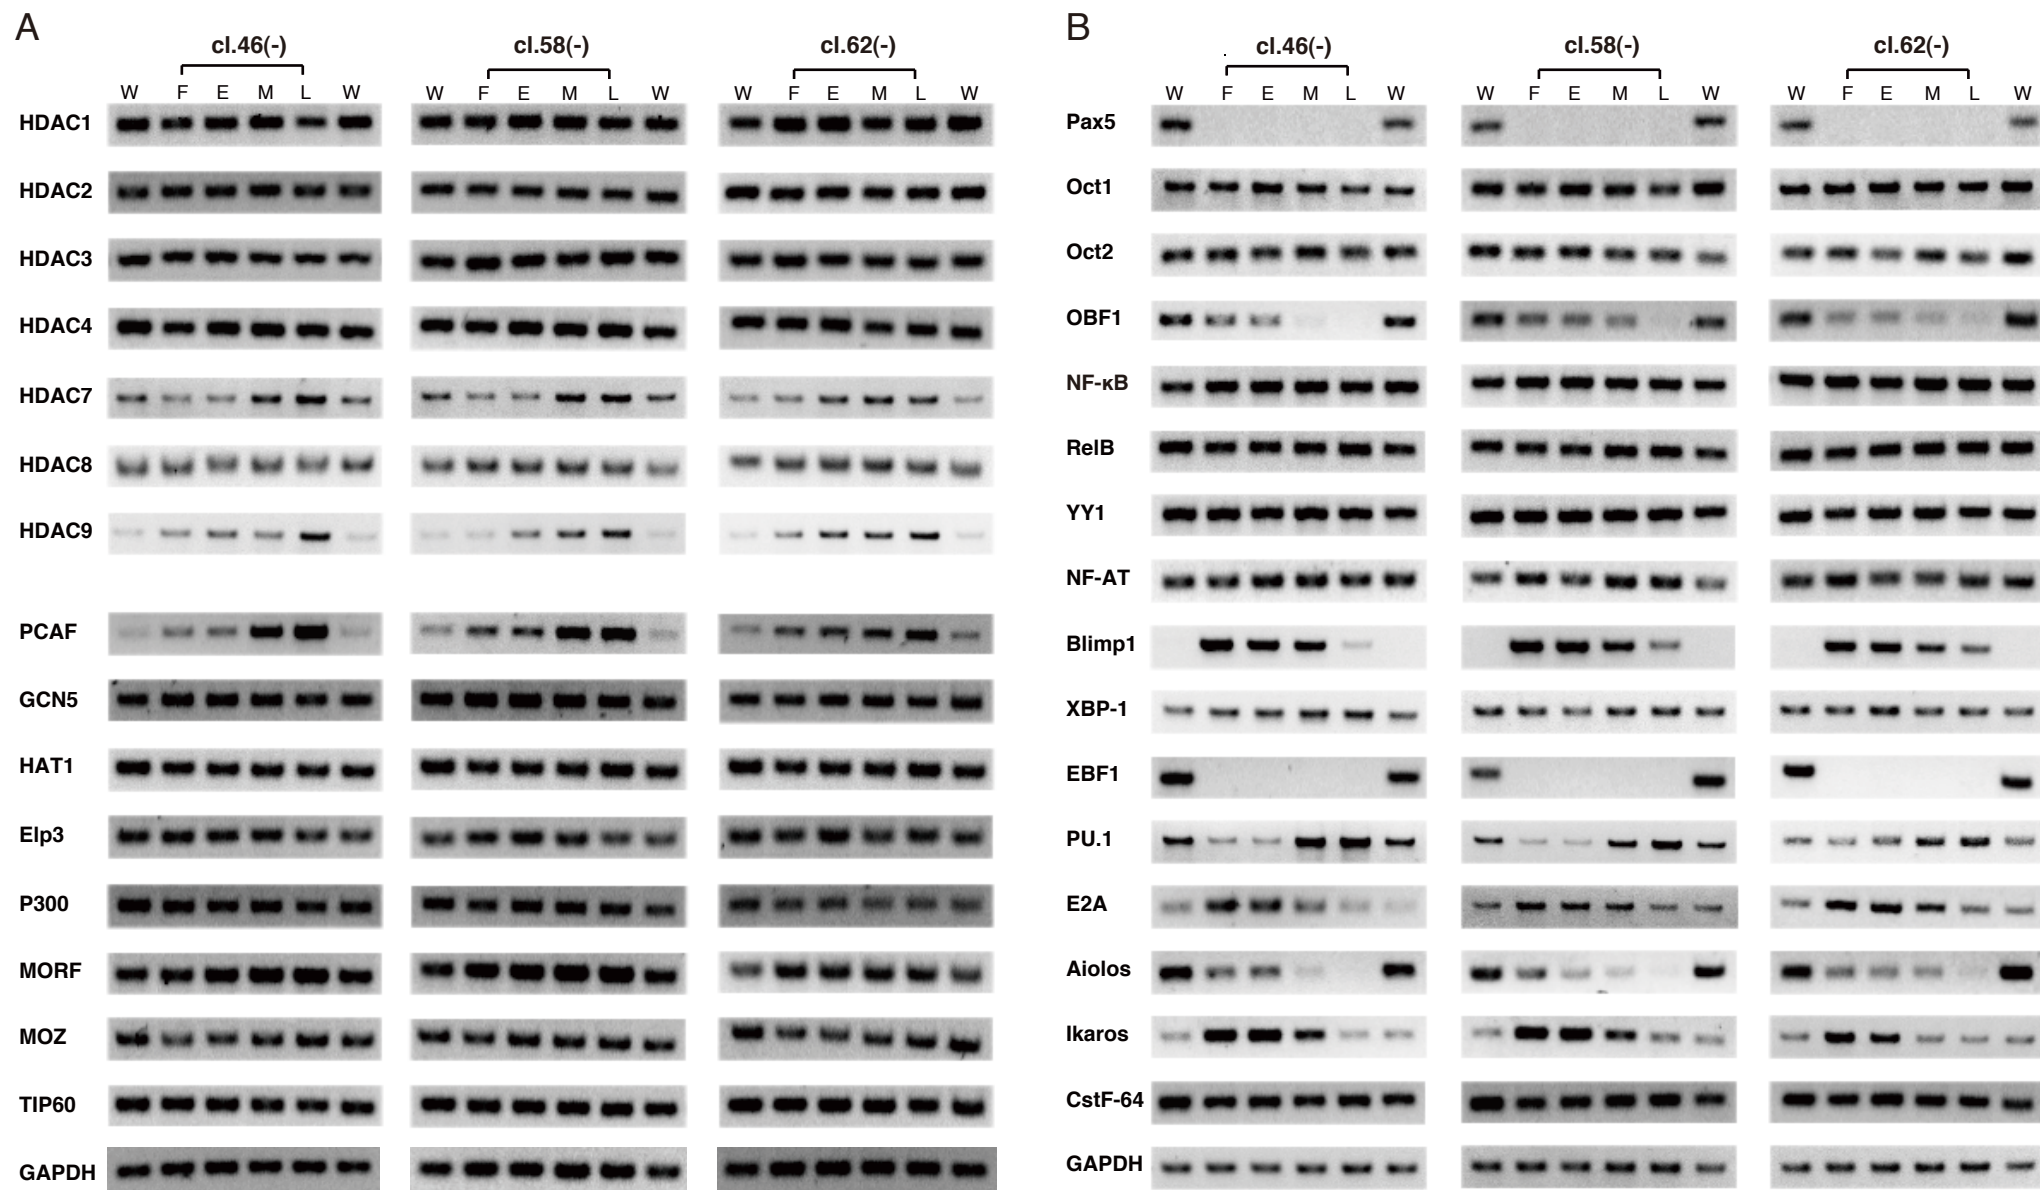 A
cl.46(-) cl.58(-) cl.62(-)
W F E M L W W F E M L W W F E M L W
HDAC1
HDAC2
HDAC3
HDAC4
HDAC7
HDAC8
HDAC9
PCAF
GCN5
HAT1
Elp3
P300
MORF
MOZ
TIP60
GAPDH
B
cl.46(-) cl.58(-) cl.62(-)
W F E M L W W F E M L W W F E M L W
Pax5
Oct1
Oct2
OBF1
NF-κB
RelB
YY1
NF-AT
Blimp1
XBP-1
EBF1
PU.1
E2A
Aiolos
Ikaros
CstF-64
GAPDH